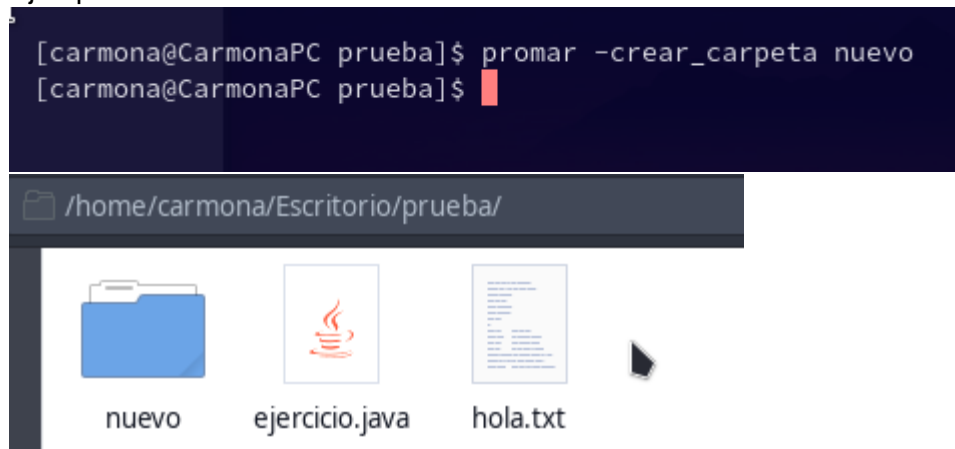 [carmona@CarmonaPC prueba]$ promar -crear_carpeta nuevo
[carmona@CarmonaPC prueba]$
/home/carmona/Escritorio/prueba/
nuevo
ejercicio.java
hola.txt